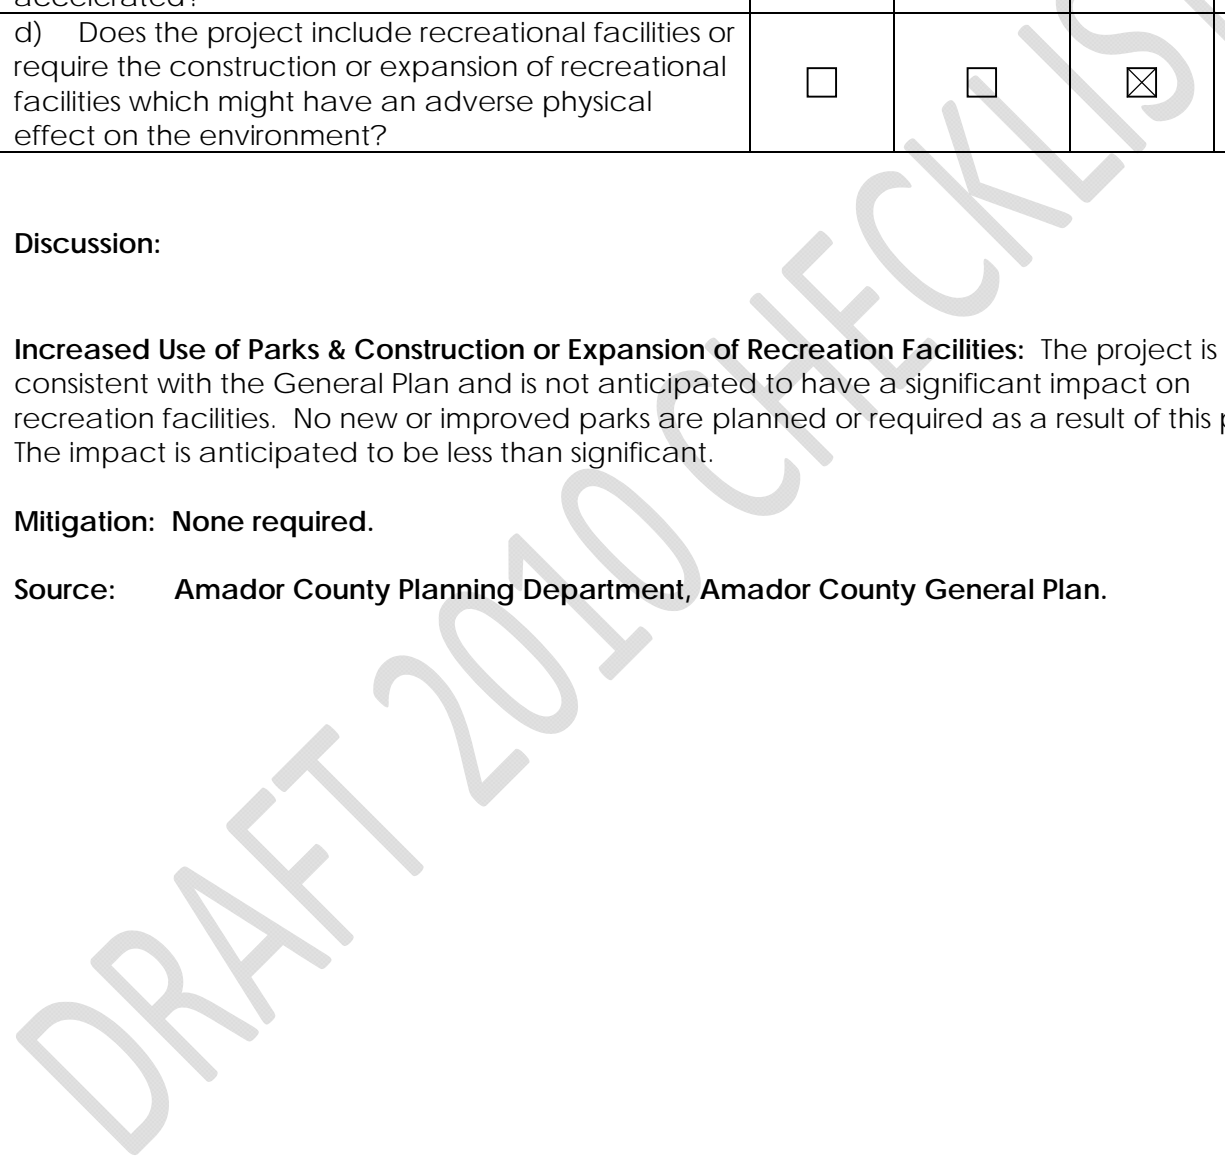 accelerated?
d) Does the project include recreational facilities or
require the construction or expansion of recreational
facilities which might have an adverse physical
effect on the environment?
Discussion:
Increased Use of Parks & Construction or Expansion of Recreation Facilities: The project is
consistent with the General Plan and is not anticipated to have a significant impact on
recreation facilities. No new or improved parks are planned or required as a result of this
The impact is anticipated to be less than significant.
Mitigation: None required.
Source: Amador County Planning Department, Amador County General Plan.
DRAFT 2010 CHECKLIST